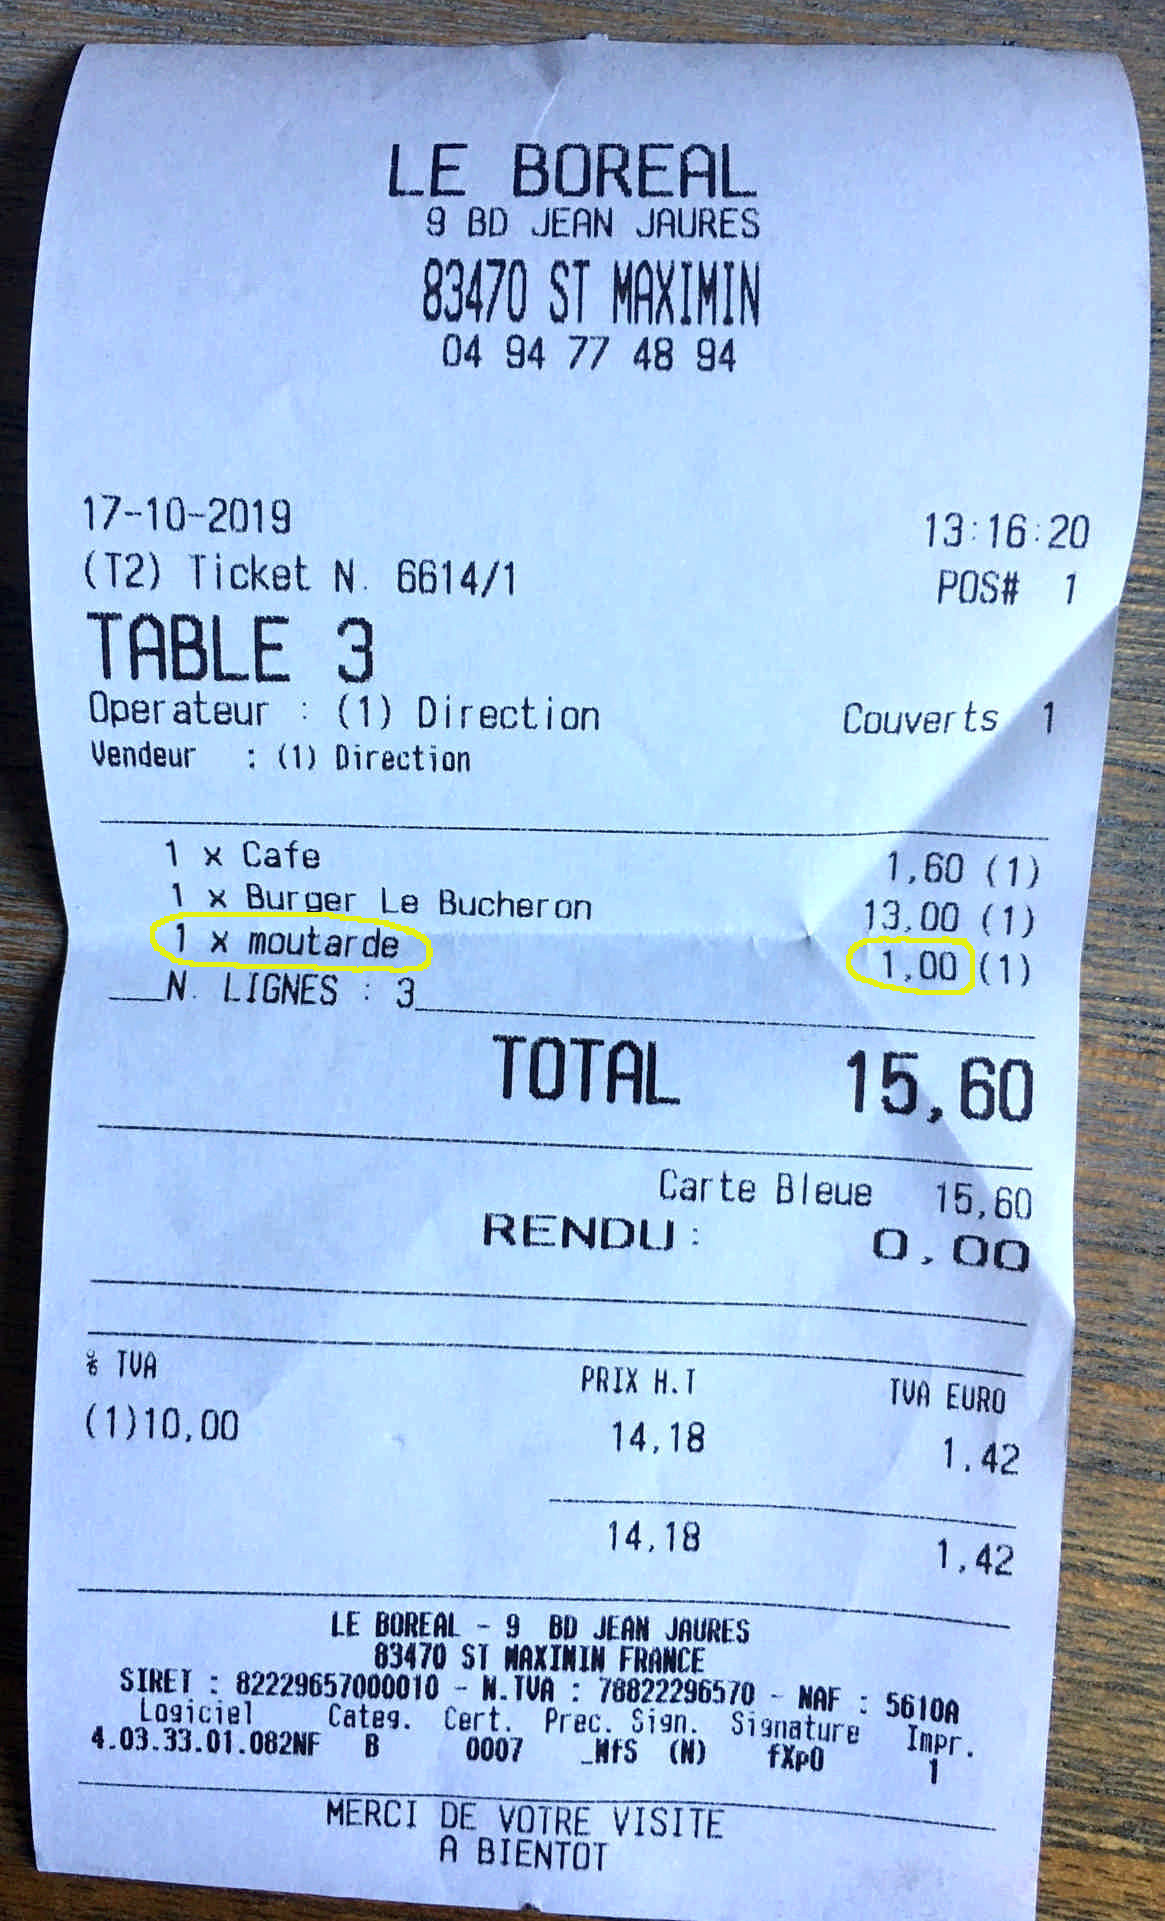 LE BOREAL
9 BD JEAN JAURES
83470 ST MAXIMIN
04 94 77 48 94
17-10-2019 13:16:20
(T2) Ticket N. 6614/1 POS# 1
TABLE 3
Operateur : (1) Direction Couverts 1
Vendeur : (1) Direction
1 x Cafe 1,60 (1)
1 x Burger Le Bucheron 13,00 (1)
1 x moutarde 1,00 (1)
N. LIGNES : 3
TOTAL 15,60
Carte Bleue 15,60
RENDU : 0,00
% TVA PRIX H.T TVA EURO
(1)10,00 14,18 1,42
14,18 1,42
LE BOREAL - 9 BD JEAN JAURES
83470 ST MAXIMIN FRANCE
SIRET : 82229657000010 - N.TVA : 78822296570 - NAF : 5610A
Logiciel Categ. Cert. Prec. Sign. Signature Impr.
4.03.33.01.082NF B 0007 _NfS (N) fXpO 1
MERCI DE VOTRE VISITE
A BIENTOT